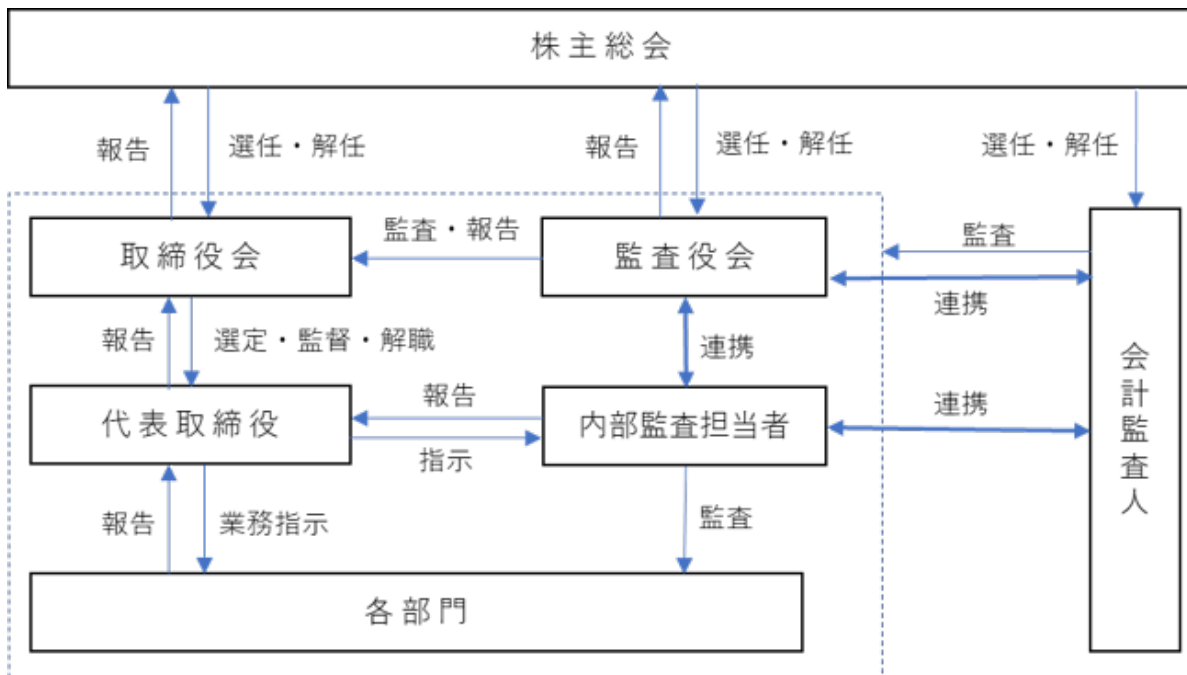 株主総会
報告
選任・解任
報告
選任・解任
選任・解任
取締役会
監査・報告
監査役会
監査
連携
報告
選定・監督・解職
連携
代表取締役
報告
指示
内部監査担当者
連携
会計監査人
報告
業務指示
監査
各部門